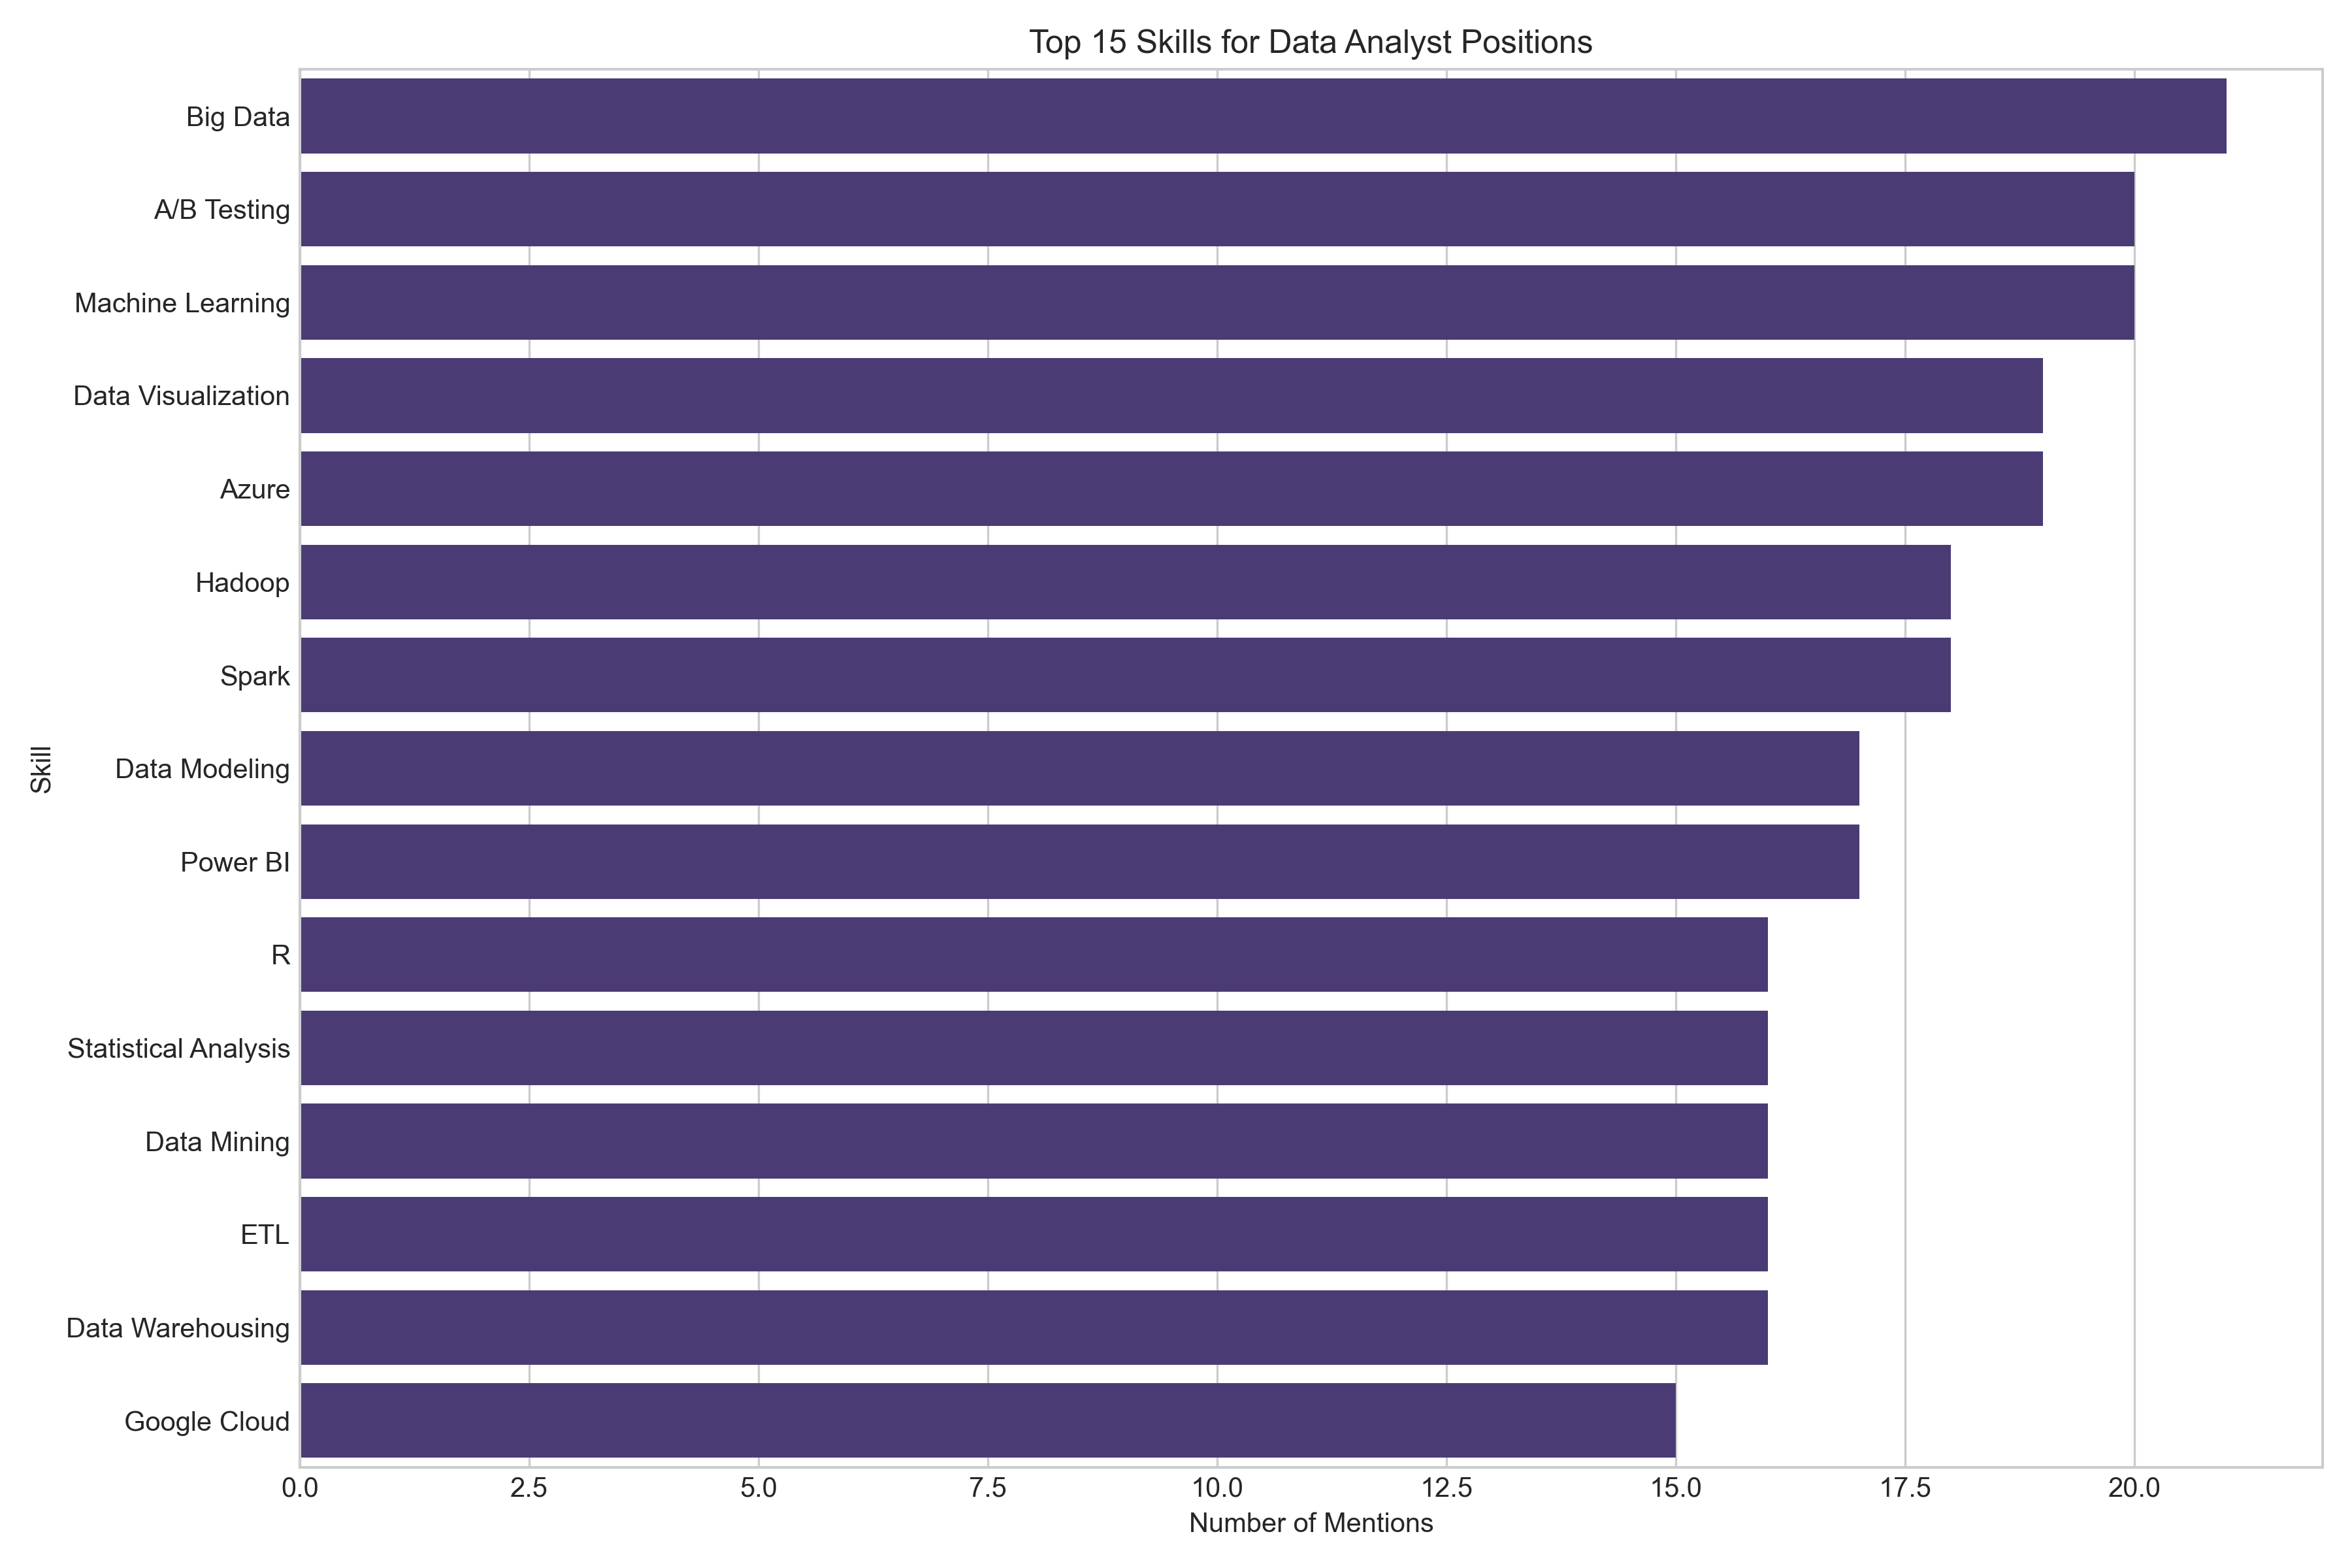 Top 15 Skills for Data Analyst Positions
Skill
Big Data
A/B Testing
Machine Learning
Data Visualization
Azure
Hadoop
Spark
Data Modeling
Power BI
R
Statistical Analysis
Data Mining
ETL
Data Warehousing
Google Cloud
0.0 2.5 5.0 7.5 10.0 12.5 15.0 17.5 20.0
Number of Mentions